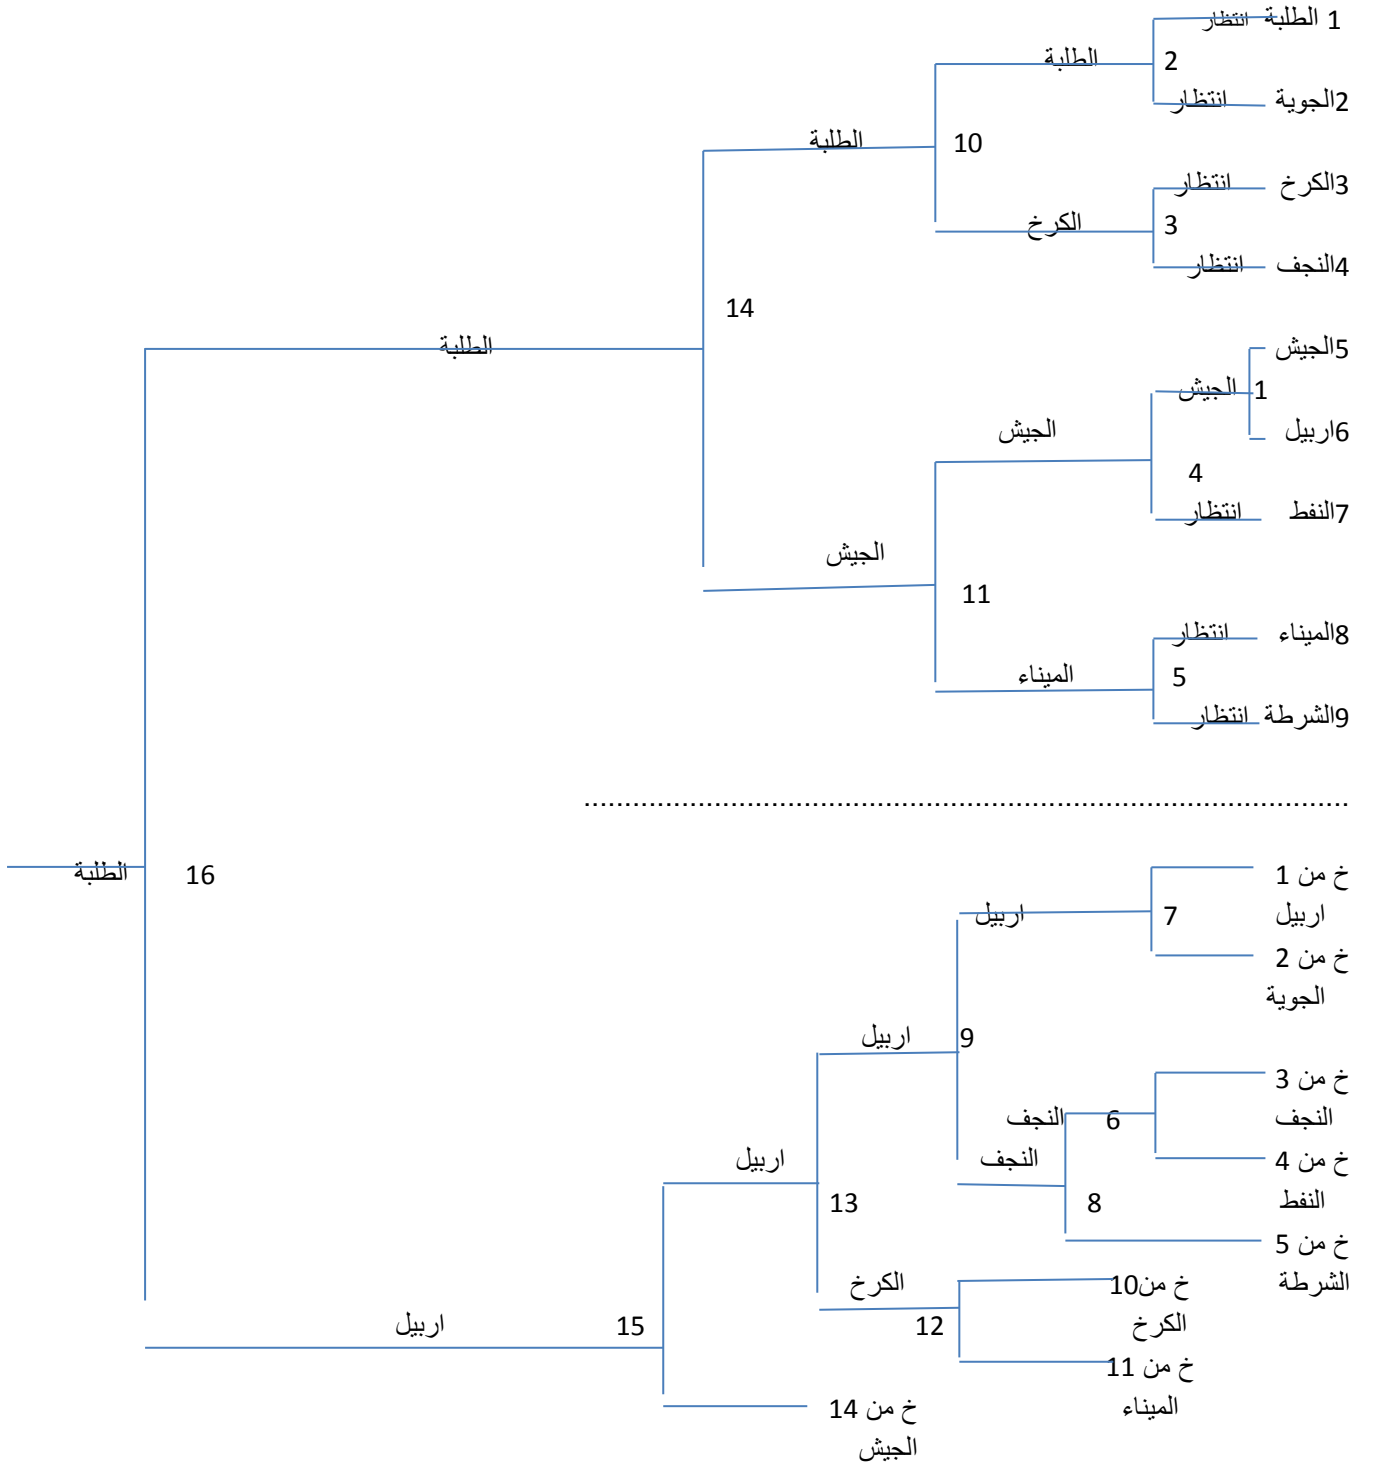 1 الطلبة انتظار
الطلبة 2
2الجوية انتظار
الطلبة 10
3الكرخ انتظار
الكرخ 3
4النجف انتظار
14
الطلبة
5الجيش
الجيش 1
الجيش
6اربيل
4
7النفط انتظار
الجيش
11
8الميناء انتظار
الميناء 5
9الشرطة انتظار
................................................................................................
الطلبة 16
خ من 1
اربيل
اربيل 7
خ من 2
الجوية
اربيل 9
خ من 3
النجف
النجف 6
خ من 4
النفط
النجف
اربيل
13
8
خ من 5
الشرطة
الكرخ
خ من10
الكرخ
12
اربيل 15
خ من 11
الميناء
خ من 14
الجيش